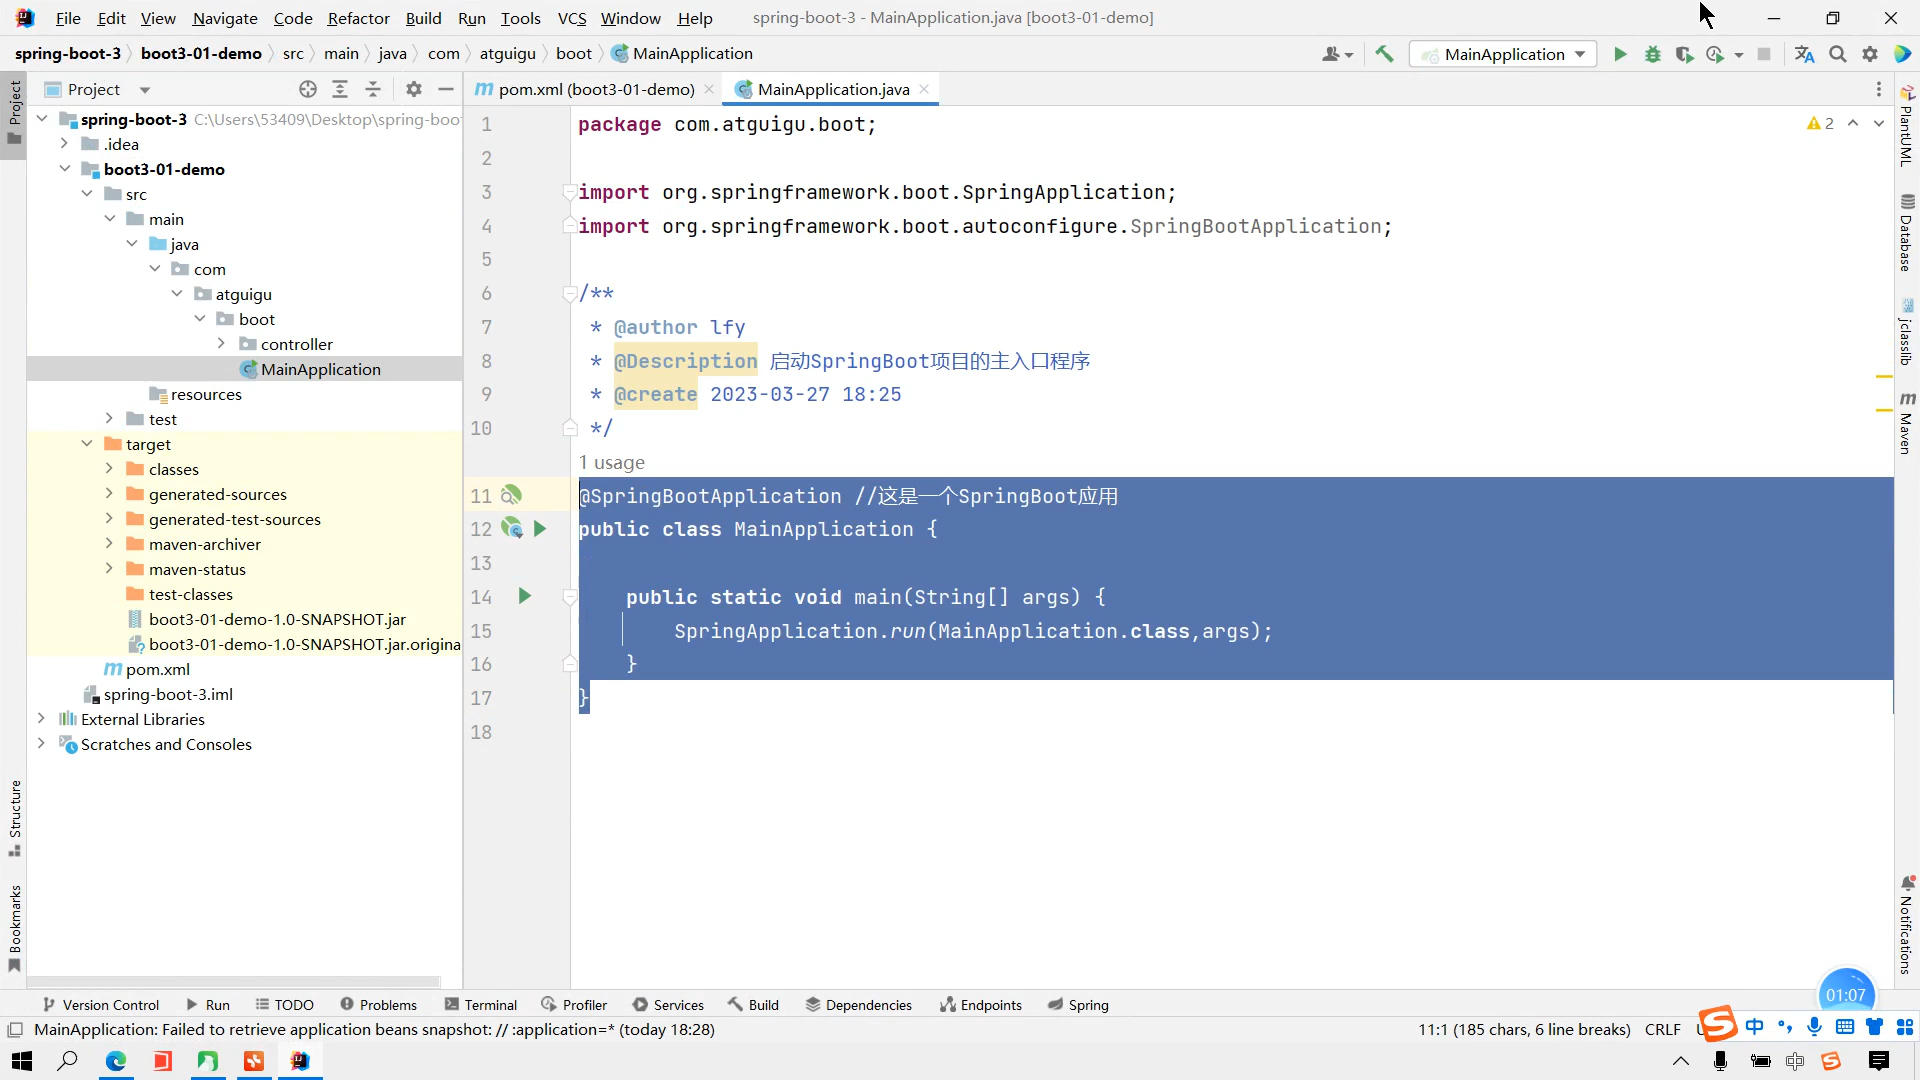 File Edit View Navigate Code Refactor Build Run Tools VCS Window Help spring-boot-3 - MainApplication.java [boot3-01-demo]
spring-boot-3 boot3-01-demo src main java com atguigu boot MainApplication
MainApplication
Project
pom.xml (boot3-01-demo)
MainApplication.java
Project
spring-boot-3 C:\Users\53409\Desktop\spring-boo
.idea
boot3-01-demo
src
main
java
com
atguigu
boot
controller
MainApplication
resources
test
target
classes
generated-sources
generated-test-sources
maven-archiver
maven-status
test-classes
boot3-01-demo-1.0-SNAPSHOT.jar
boot3-01-demo-1.0-SNAPSHOT.jar.origina
pom.xml
spring-boot-3.iml
External Libraries
Scratches and Consoles
Structure
Bookmarks
1 package com.atguigu.boot;
2
3 import org.springframework.boot.SpringApplication;
4 import org.springframework.boot.autoconfigure.SpringBootApplication;
5
6 /**
7 * @author lfy
8 * @Description 启动SpringBoot项目的主入口程序
9 * @create 2023-03-27 18:25
10 */
1 usage
11 @SpringBootApplication //这是一个SpringBoot应用
12 public class MainApplication {
13
14 public static void main(String[] args) {
15 SpringApplication.run(MainApplication.class,args);
16 }
17 }
18
2
PlantUML
Database
jclasslib
m Maven
Notifications
01:07
Version Control Run TODO Problems Terminal Profiler Services Build Dependencies Endpoints Spring
MainApplication: Failed to retrieve application beans snapshot: // :application=* (today 18:28)
11:1 (185 chars, 6 line breaks) CRLF
中
中